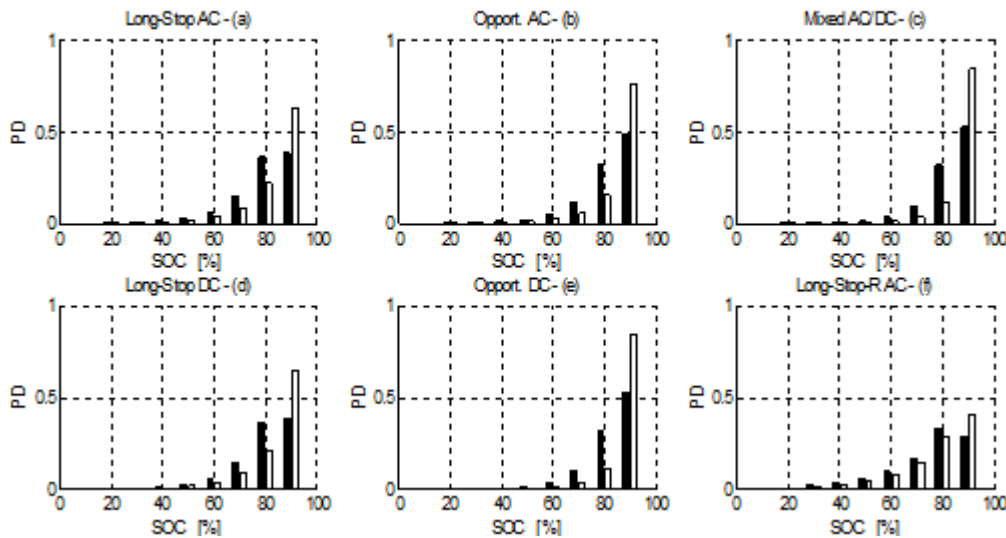 Long-Stop AC - (a)
Opport. AC - (b)
Mixed AC/DC - (c)
1
0.5
0
PD
0 20 40 60 80 100
SOC [%]
1
0.5
0
PD
0 20 40 60 80 100
SOC [%]
1
0.5
0
PD
0 20 40 60 80 100
SOC [%]
Long-Stop DC - (d)
Opport. DC - (e)
Long-Stop-R AC - (f)
1
0.5
0
PD
0 20 40 60 80 100
SOC [%]
1
0.5
0
PD
0 20 40 60 80 100
SOC [%]
1
0.5
0
PD
0 20 40 60 80 100
SOC [%]